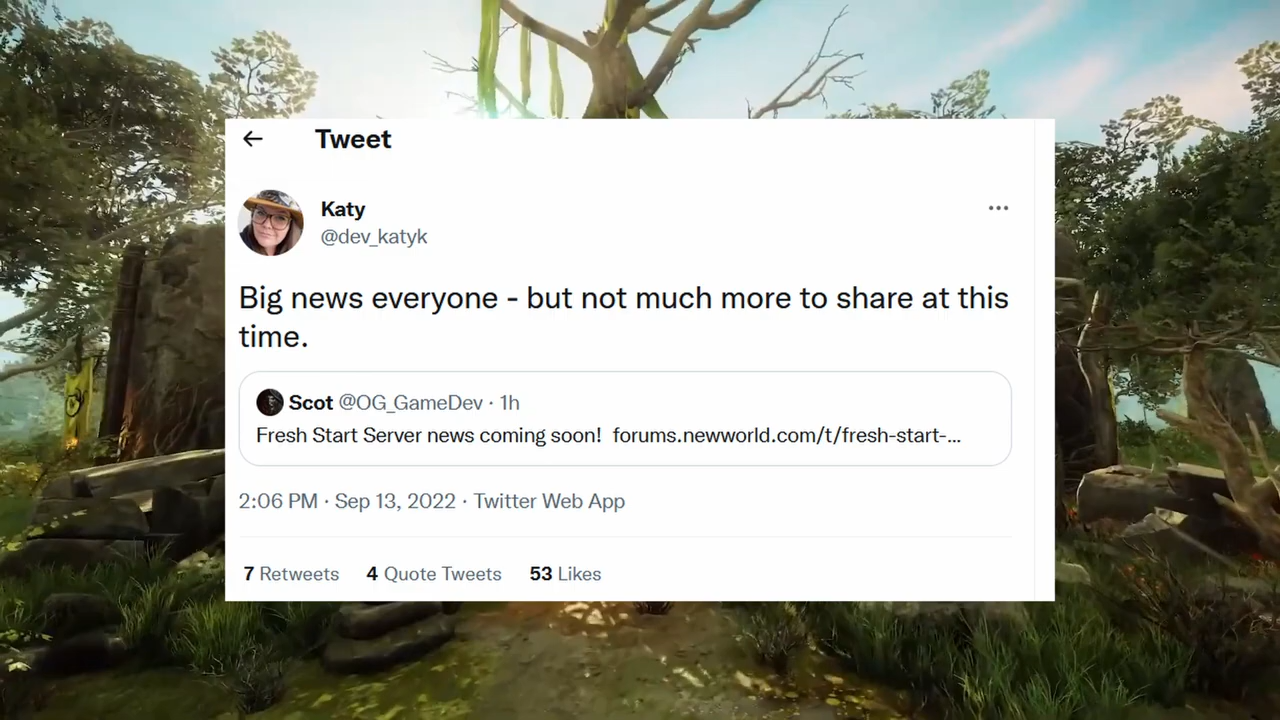 Tweet
Katy
@dev_katyk
Big news everyone - but not much more to share at this
time.
Scot @OG_GameDev · 1h
Fresh Start Server news coming soon! forums.newworld.com/t/fresh-start-...
2:06 PM · Sep 13, 2022 · Twitter Web App
7 Retweets 4 Quote Tweets 53 Likes